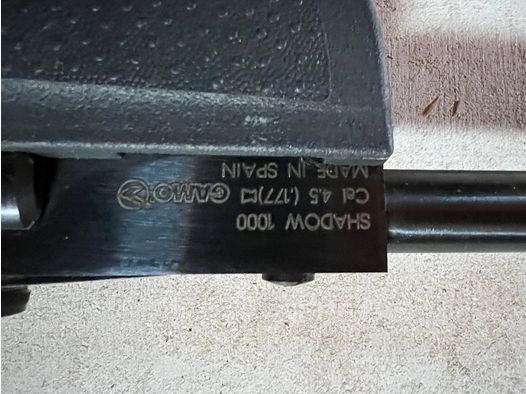 SHADOW 1000
Cal 4.5 (.177)
GAMO
MADE IN SPAIN